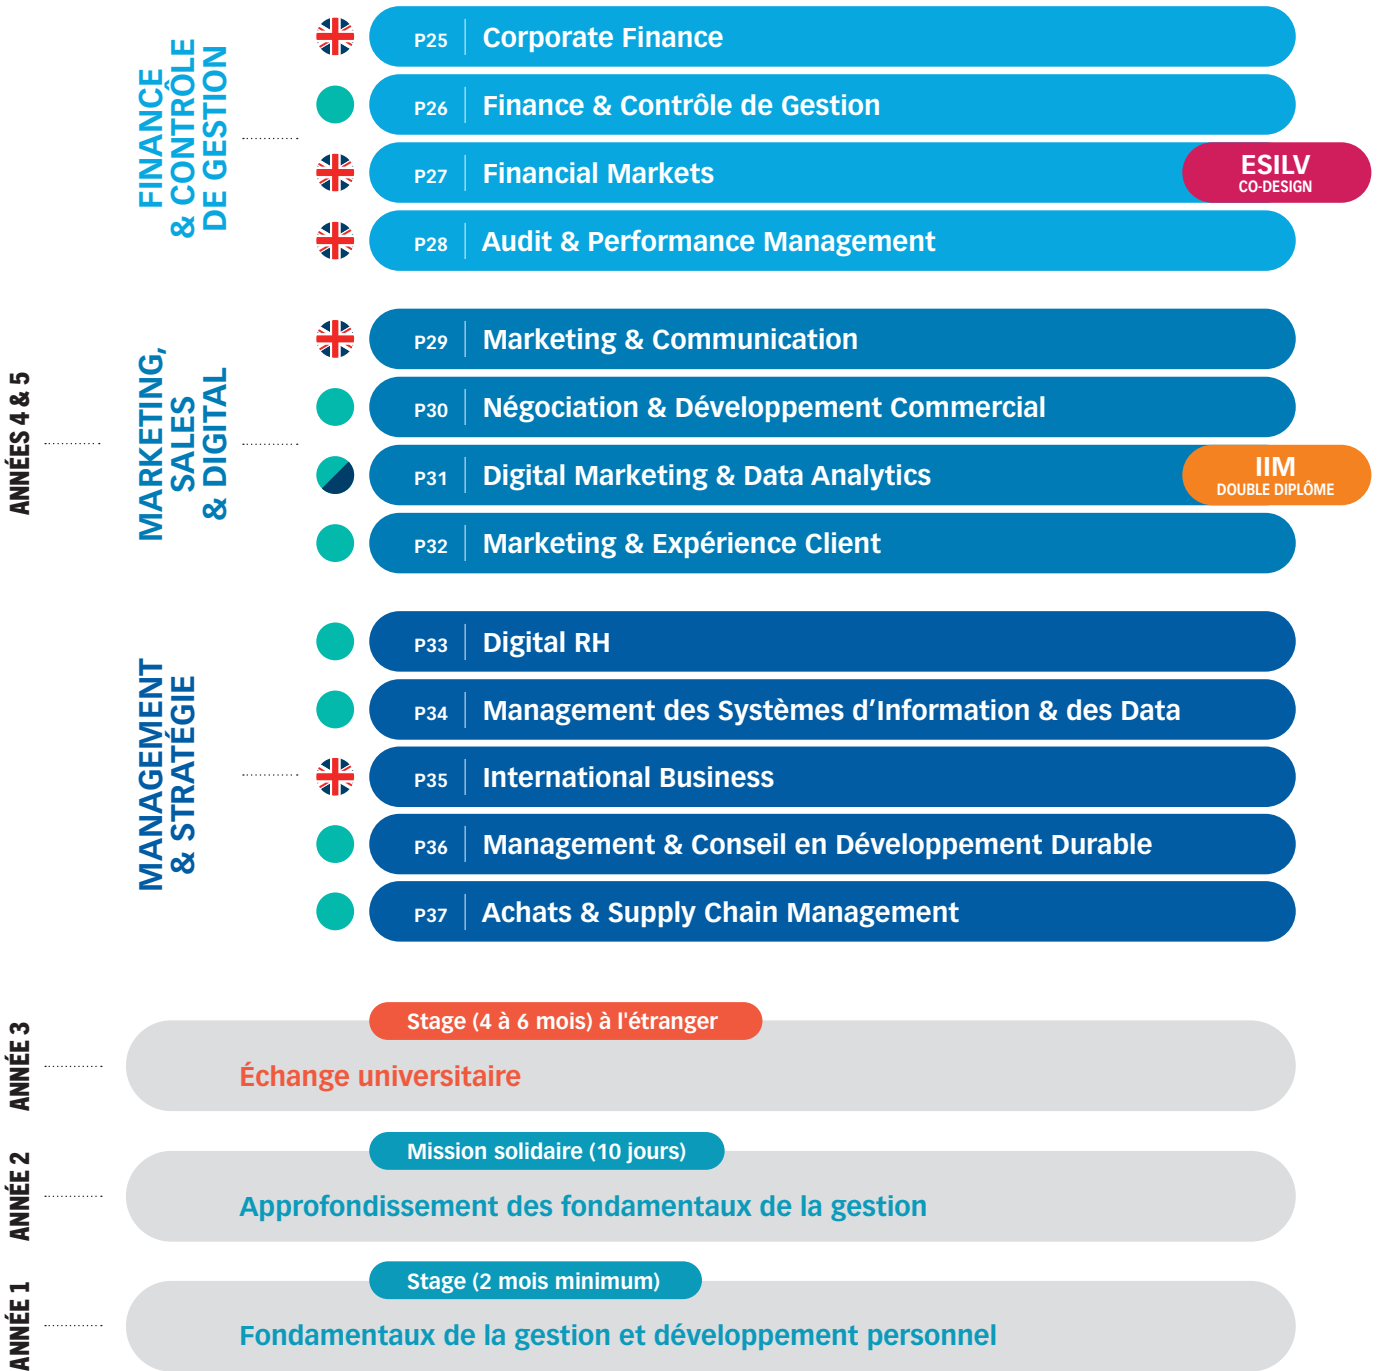 ANNÉES 4 & 5
FINANCE
& CONTRÔLE
DE GESTION
P25 Corporate Finance
P26 Finance & Contrôle de Gestion
P27 Financial Markets
ESILV
CO-DESIGN
P28 Audit & Performance Management
MARKETING,
SALES
& DIGITAL
P29 Marketing & Communication
P30 Négociation & Développement Commercial
P31 Digital Marketing & Data Analytics
IIM
DOUBLE DIPLÔME
P32 Marketing & Expérience Client
MANAGEMENT
& STRATÉGIE
P33 Digital RH
P34 Management des Systèmes d’Information & des Data
P35 International Business
P36 Management & Conseil en Développement Durable
P37 Achats & Supply Chain Management
ANNÉE 3
Stage (4 à 6 mois) à l'étranger
Échange universitaire
ANNÉE 2
Mission solidaire (10 jours)
Approfondissement des fondamentaux de la gestion
ANNÉE 1
Stage (2 mois minimum)
Fondamentaux de la gestion et développement personnel